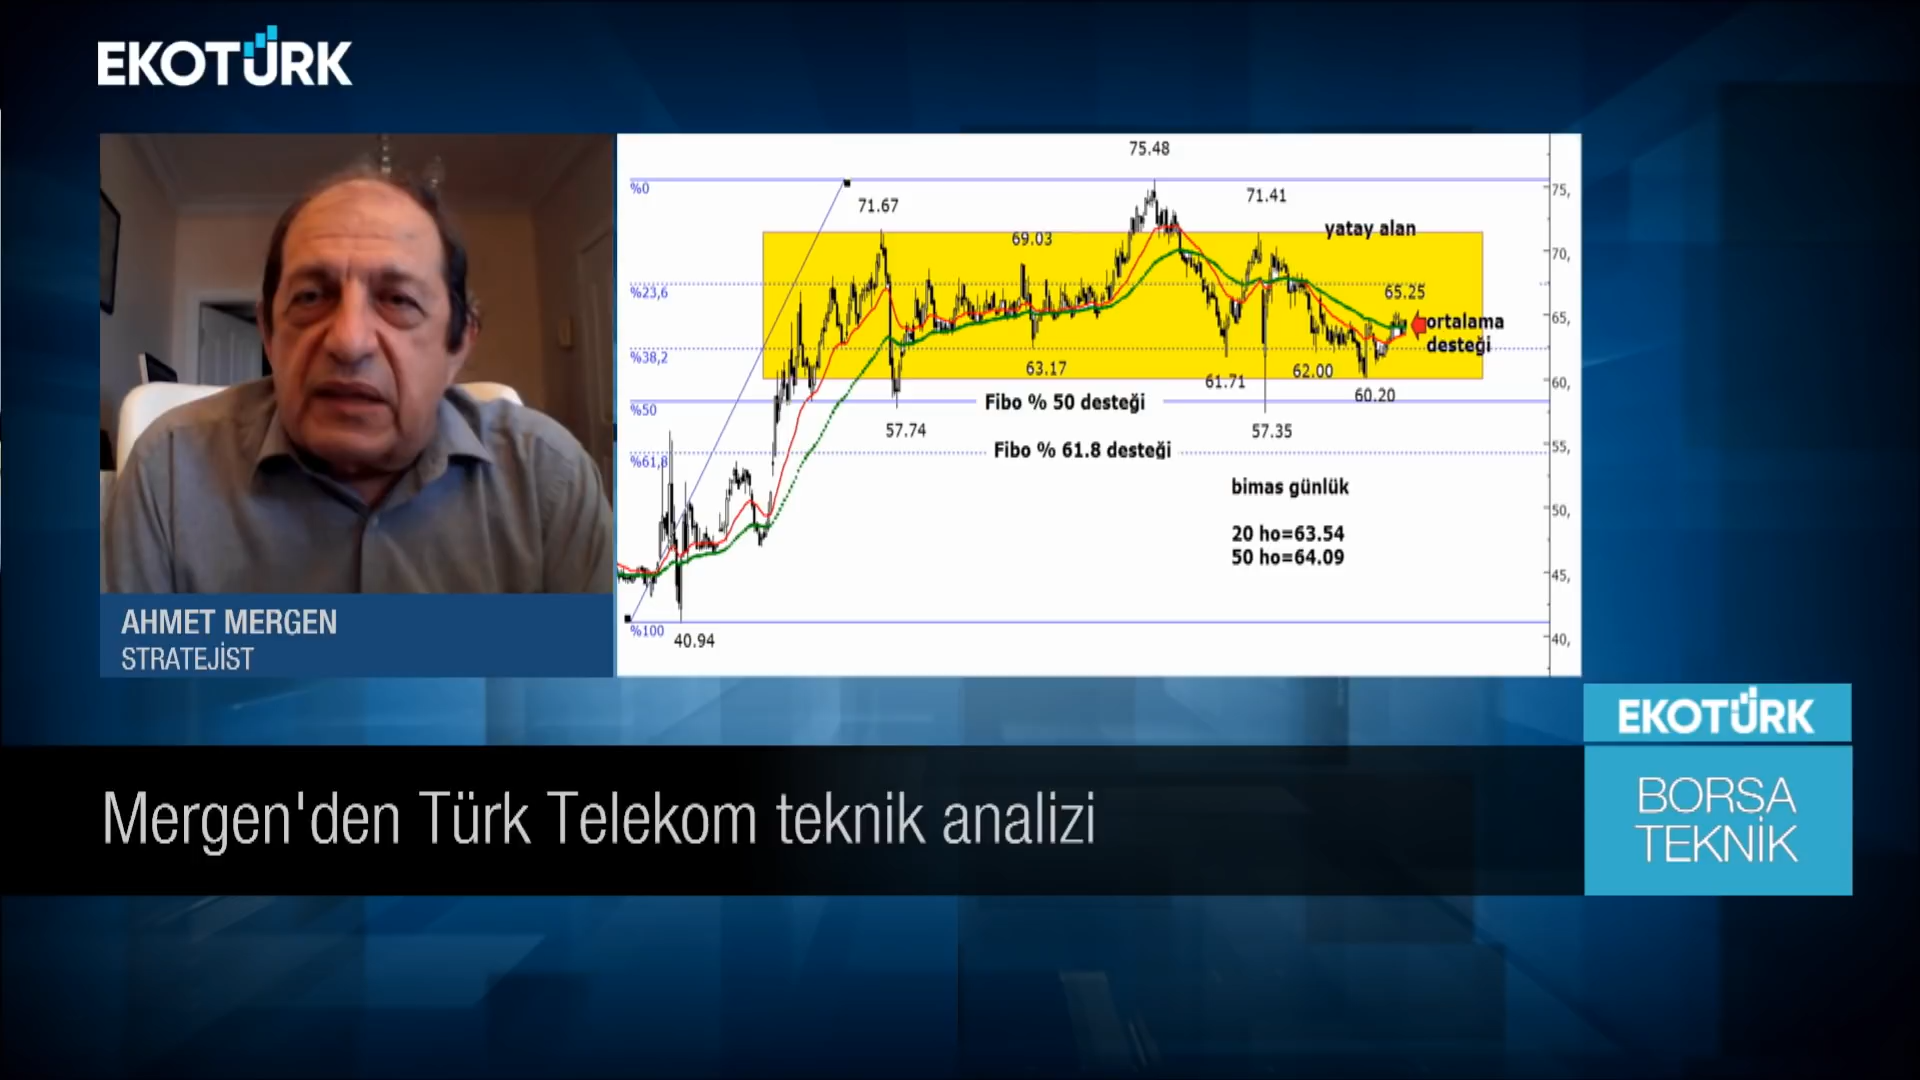 EKOTÜRK
75.48
%0
75,
71.67
71.41
yatay alan
69.03
70,
%23,6
65.25
65,
ortalama
desteği
%38,2
63.17
61.71
62.00
60,
60.20
%50
Fibo % 50 desteği
57.74
57.35
55,
%61,8
Fibo % 61.8 desteği
bimas günlük
50,
20 ho=63.54
50 ho=64.09
45,
%100
40.94
40,
AHMET MERGEN
STRATEJİST
EKOTÜRK
Mergen'den Türk Telekom teknik analizi
BORSA
TEKNİK